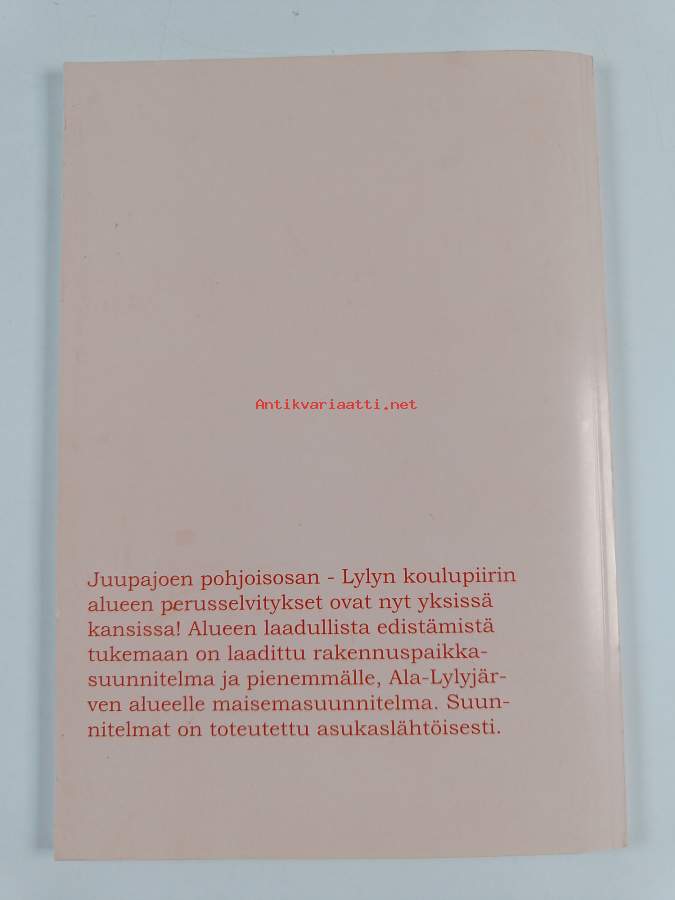 Antikvariaatti.net
Juupajoen pohjoisosan - Lylyn koulupiirin
alueen perusselvitykset ovat nyt yksissä
kansissa! Alueen laadullista edistämistä
tukemaan on laadittu rakennuspaikka-
suunnitelma ja pienemmälle, Ala-Lylyjär-
ven alueelle maisemasuunnitelma. Suun-
nitelmat on toteutettu asukaslähtöisesti.